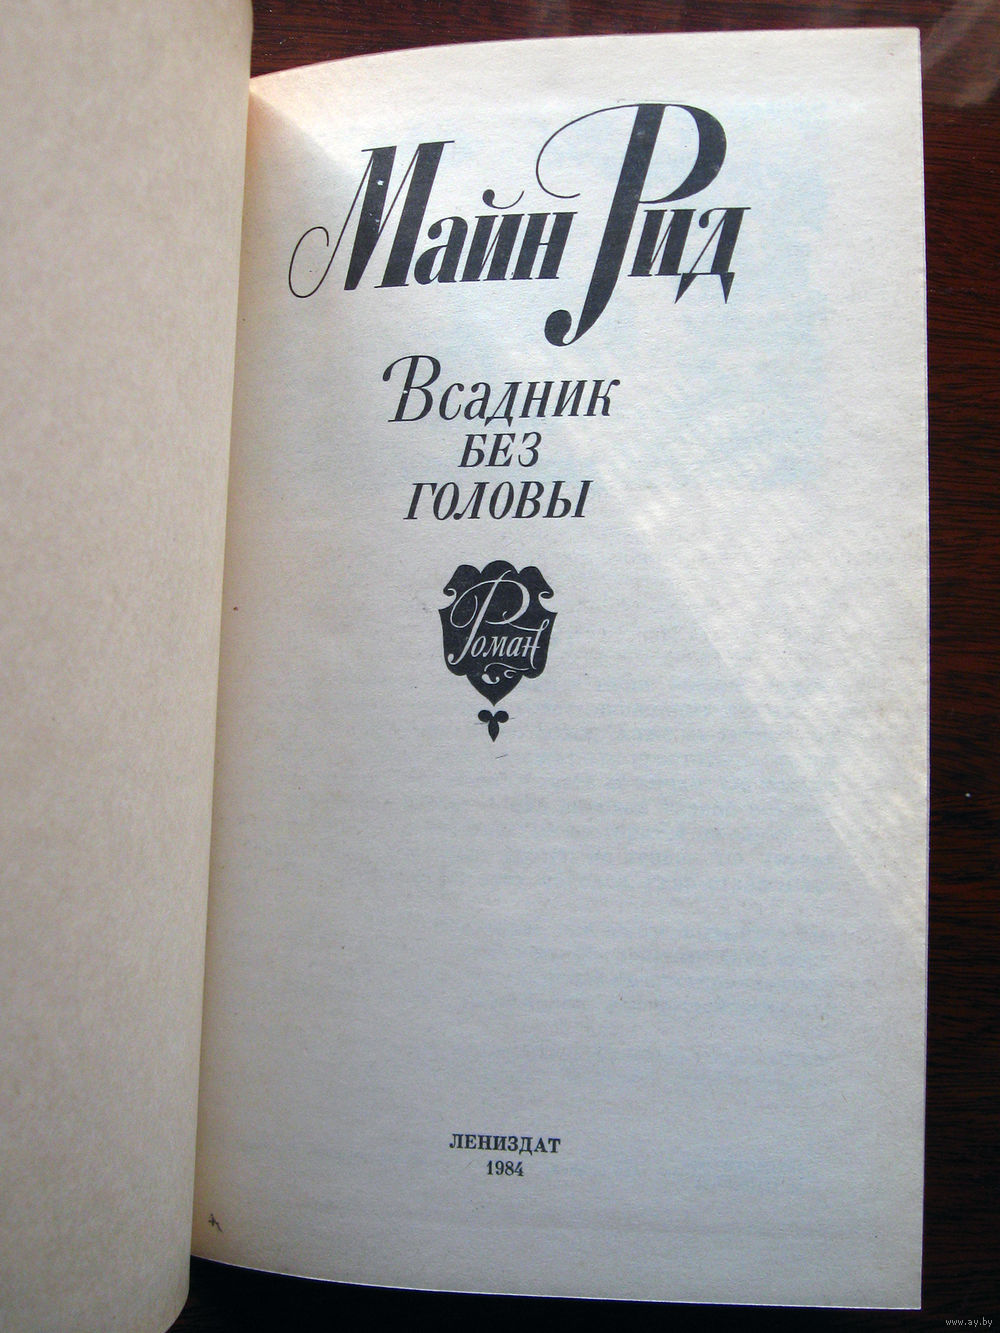 Майн Рид
Всадник
БЕЗ
ГОЛОВЫ
Роман
ЛЕНИЗДАТ
1984
www.ay.by